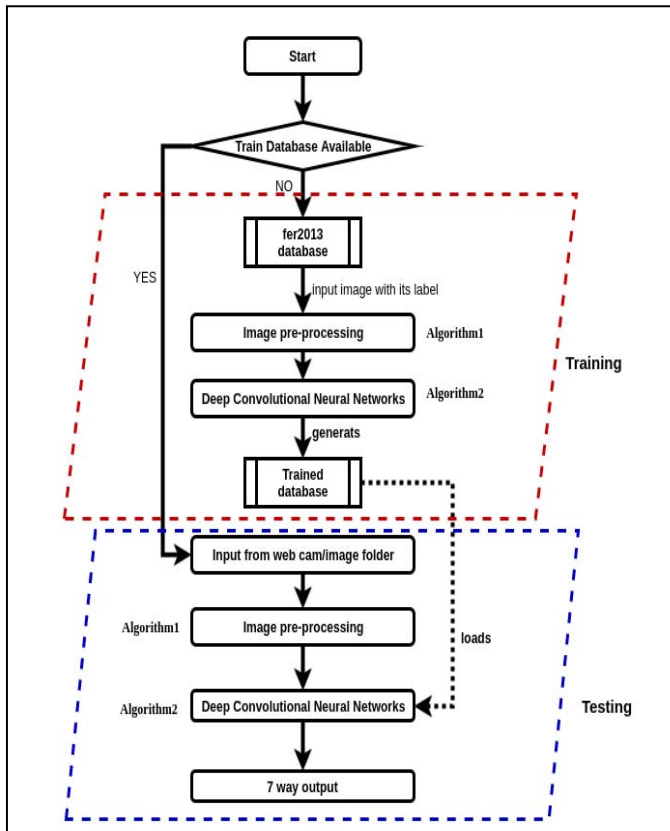 Start
Train Database Available
NO
YES
fer2013
database
input image with its label
Image pre-processing
Algorithm1
Deep Convolutional Neural Networks
Algorithm2
Training
generats
Trained
database
Input from web cam/image folder
Algorithm1
Image pre-processing
loads
Algorithm2
Deep Convolutional Neural Networks
Testing
7 way output